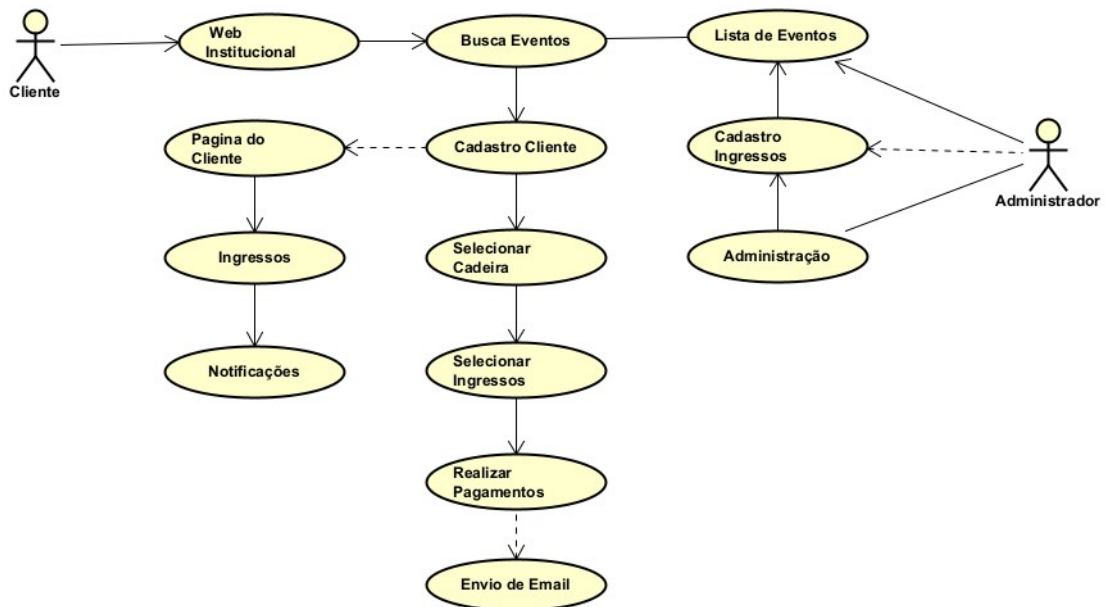 Cliente
Web
Institucional
Busca Eventos
Lista de Eventos
Pagina do
Cliente
Cadastro Cliente
Cadastro
Ingressos
Administrador
Ingressos
Selecionar
Cadeira
Administração
Notificações
Selecionar
Ingressos
Realizar
Pagamentos
Envio de Email